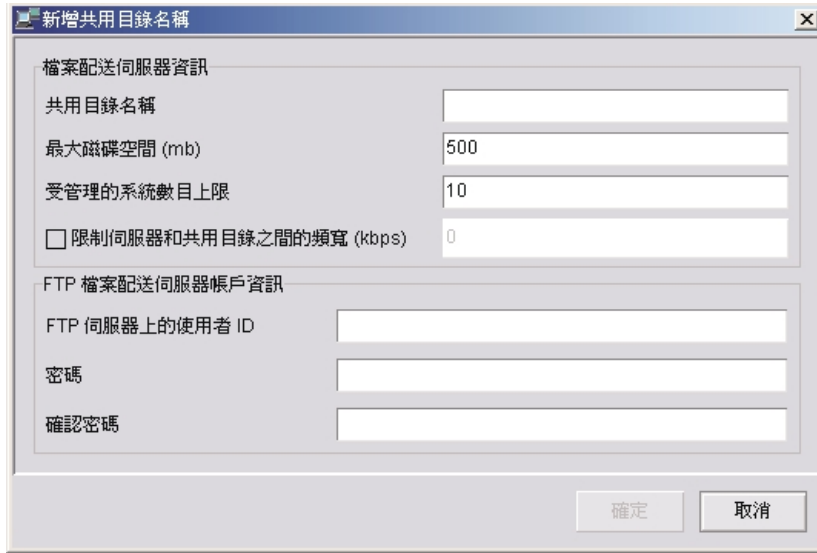 新增共用目錄名稱
檔案配送伺服器資訊
共用目錄名稱
最大磁碟空間 (mb) 500
受管理的系統數目上限 10
限制伺服器和共用目錄之間的頻寬 (kbps) 0
FTP 檔案配送伺服器帳戶資訊
FTP 伺服器上的使用者 ID
密碼
確認密碼
確定 取消